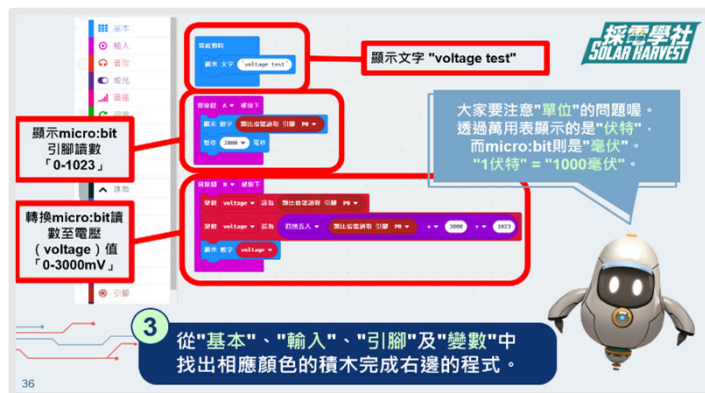 採電學社
SOLAR HARVEST
基本
輸入
音效
燈光
當啟動時
顯示 文字 "voltage test"
顯示文字 "voltage test"
當按鈕 A 被按下
顯示 數字 類比信號讀取 引腳 P0
暫停 2000 毫秒
顯示micro:bit
引腳讀數
「0-1023」
大家要注意"單位"的問題喔。
透過萬用表顯示的是"伏特"，
而micro:bit則是"毫伏"。
"1伏特" = "1000毫伏"。
當按鈕 B 被按下
變數 voltage 設為 類比信號讀取 引腳 P0
變數 voltage 設為 四捨五入 類比信號讀取 引腳 P0 × 3000 ÷ 1023
顯示 數字 voltage
轉換micro:bit讀
數至電壓
（voltage）值
「0-3000mV」
引腳
3
從"基本"、"輸入"、"引腳"及"變數"中
找出相應顏色的積木完成右邊的程式。
36